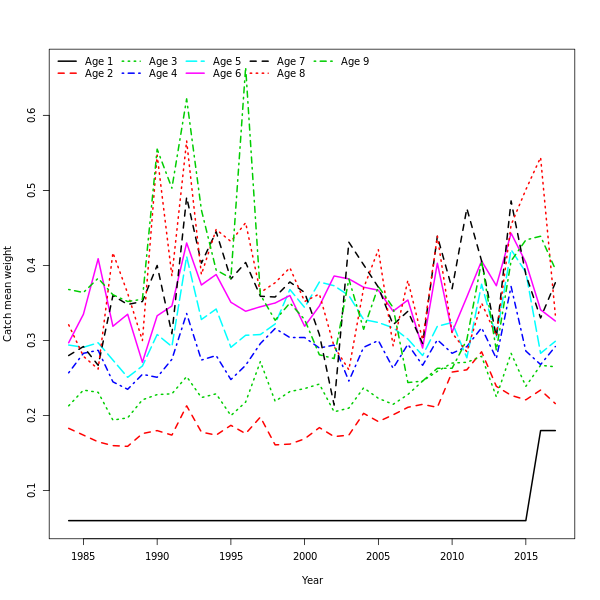 Age 1 Age 3 Age 5 Age 7 Age 9
Age 2 Age 4 Age 6 Age 8
0.6
0.5
0.4
0.3
0.2
0.1
Catch mean weight
1985 1990 1995 2000 2005 2010 2015
Year